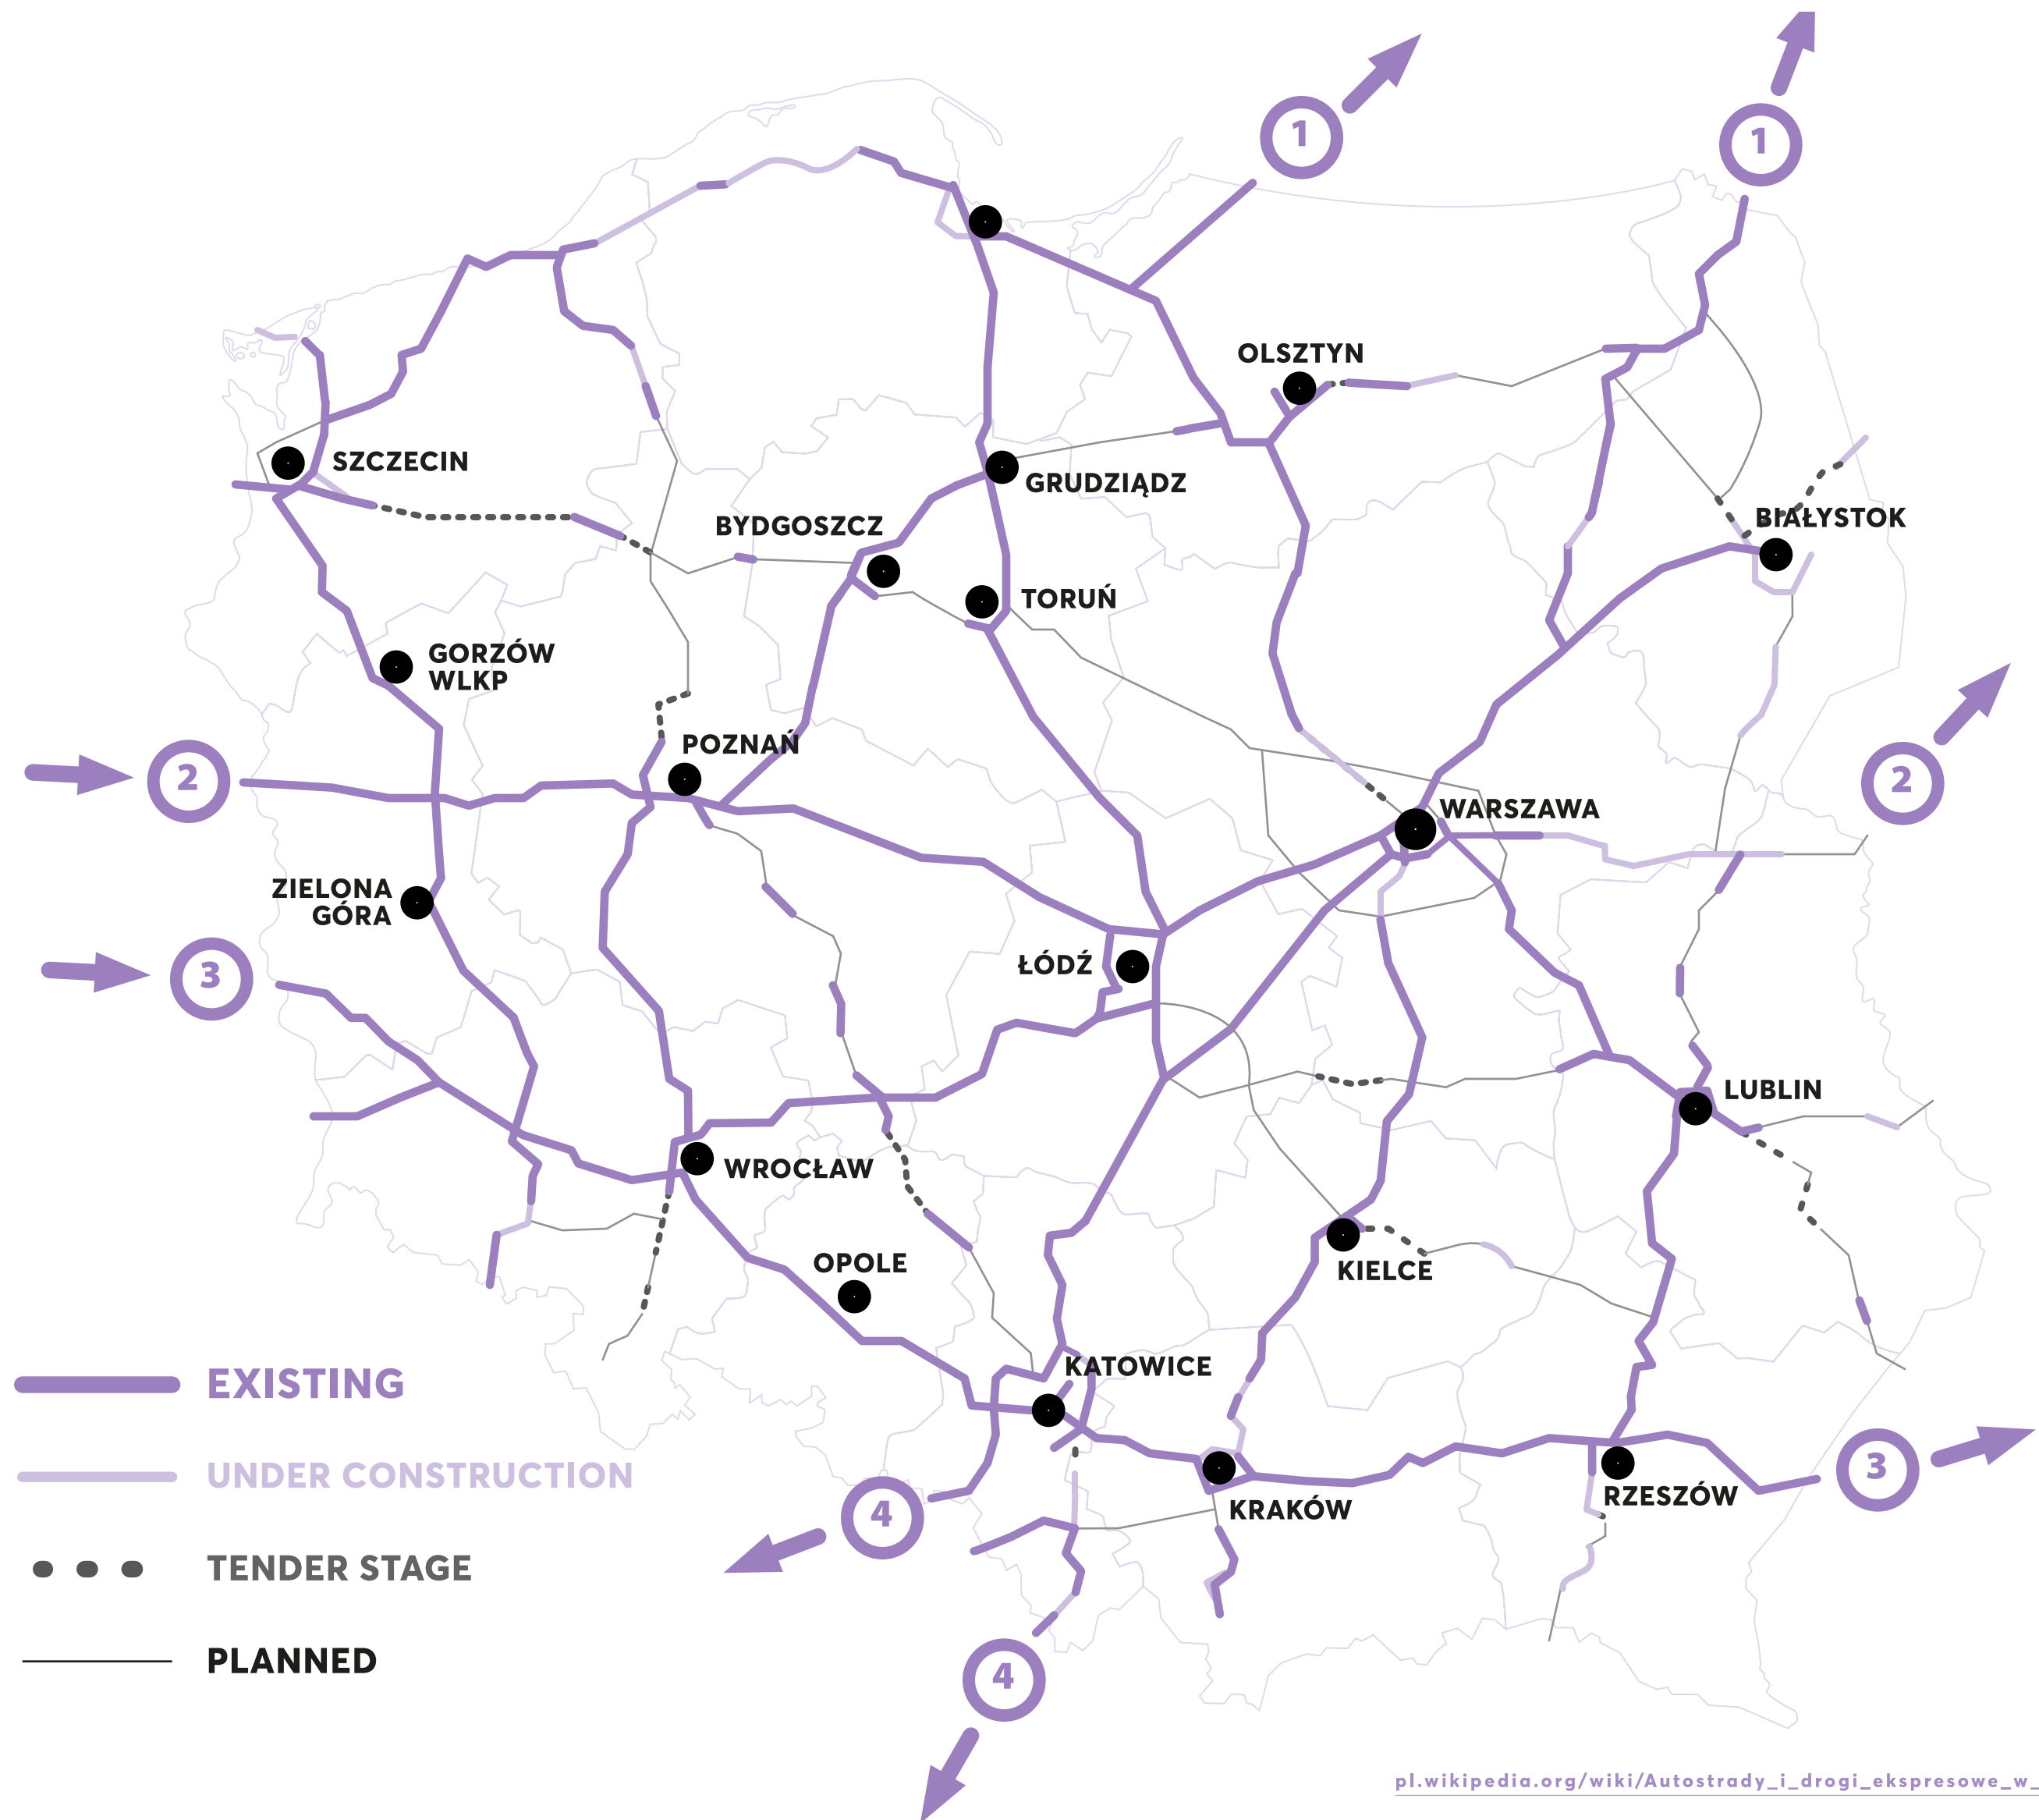 1
1
OLSZTYN
SZCZECIN
GRUDZIĄDZ
BYDGOSZCZ
BIAŁYSTOK
TORUŃ
GORZÓW
WLKP
POZNAŃ
2
2
WARSZAWA
ZIELONA
GÓRA
3
ŁÓDŹ
LUBLIN
WROCŁAW
OPOLE
KIELCE
KATOWICE
EXISTING
UNDER CONSTRUCTION
3
RZESZÓW
4
KRAKÓW
TENDER STAGE
PLANNED
4
pl.wikipedia.org/wiki/Autostrady_i_drogi_ekspresowe_w_